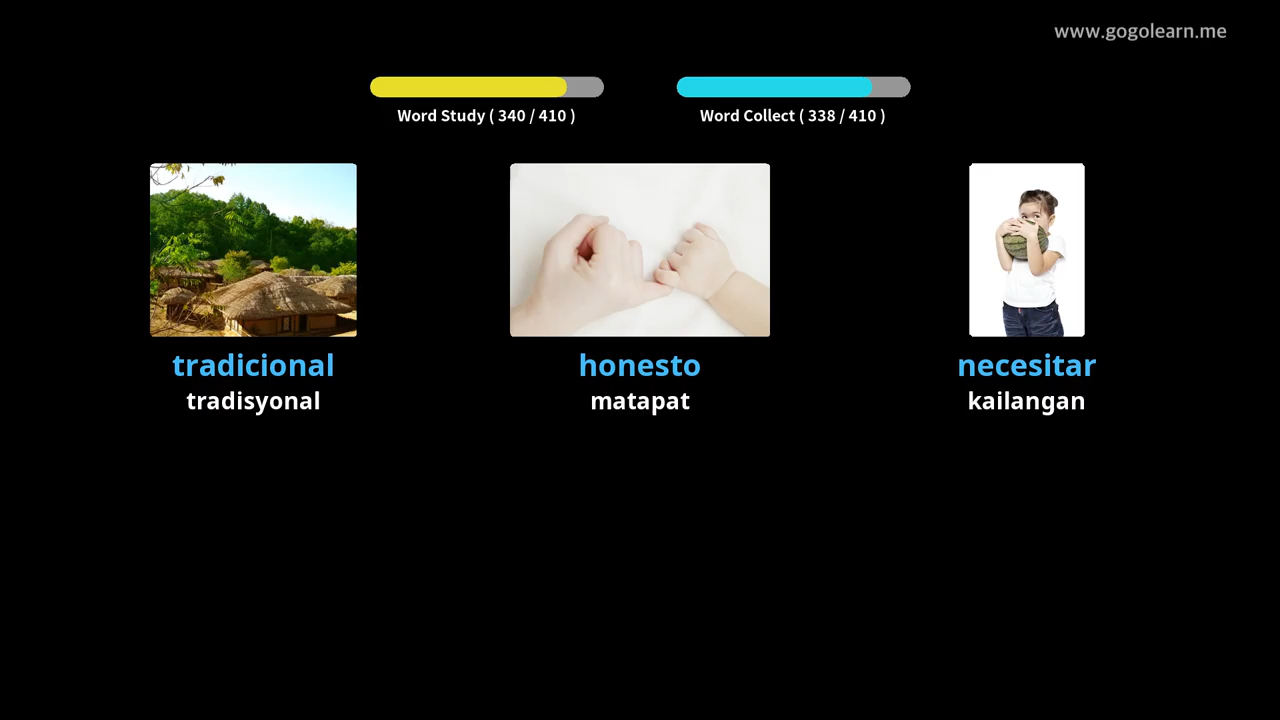 www.gogolearn.me
Word Study ( 340 / 410 )
Word Collect ( 338 / 410 )
tradicional
tradisyonal
honesto
matapat
necesitar
kailangan